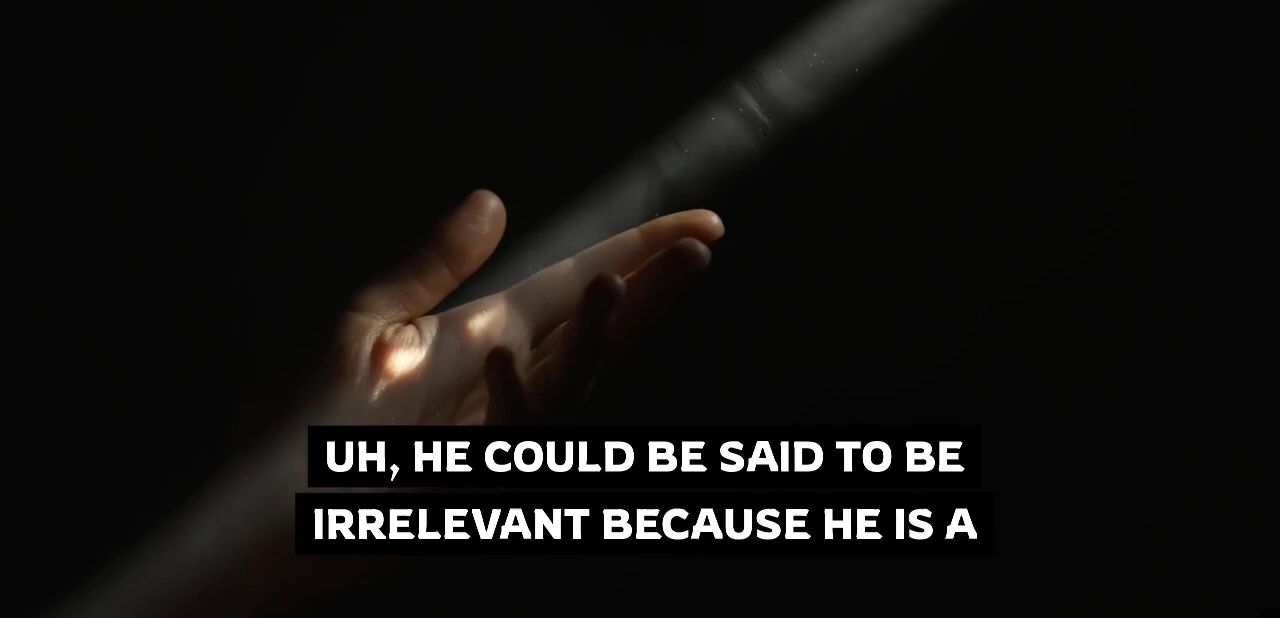 UH, HE COULD BE SAID TO BE
IRRELEVANT BECAUSE HE IS A